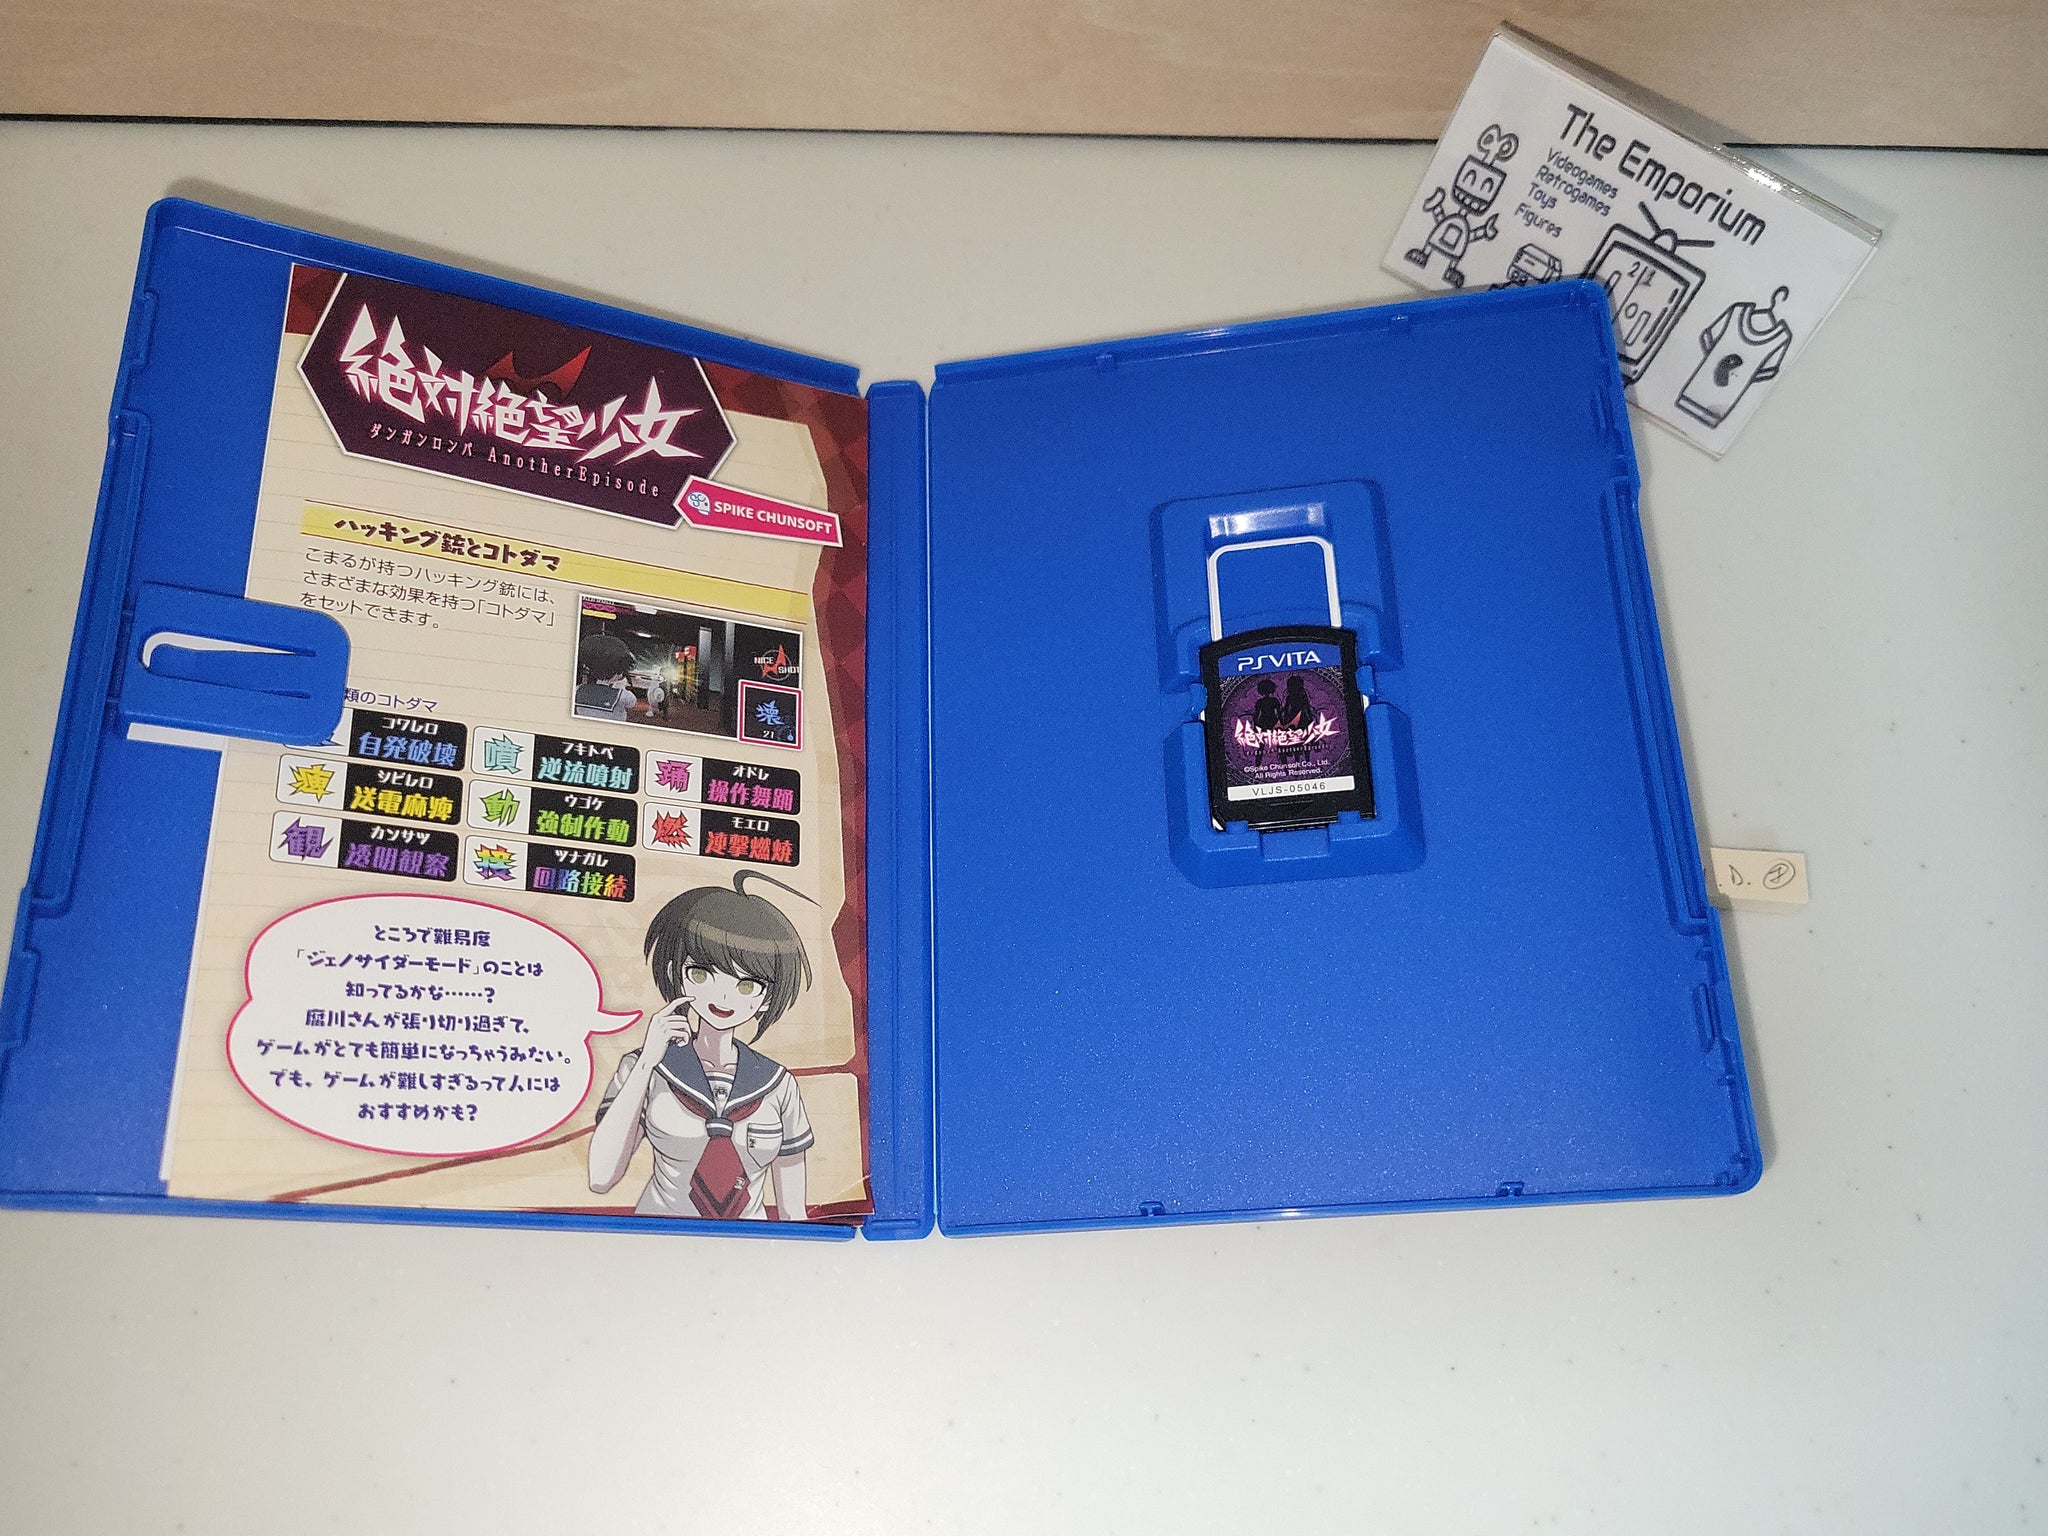 The Emporium
Videogames
Retrogames
Toys
Figures
絶対絶望少女
ダンガンロンパ AnotherEpisode
SPIKE CHUNSOFT
ハッキング銃とコトダマ
こまるが持つハッキング銃には、
さまざまな効果を持つ「コトダマ」
をセットできます。
NICE
SHOT
壊
21
類のコトダマ
コワレロ
自発破壊
噴
フキトベ
逆流噴射
踊
オドレ
操作舞踊
痺
シビレロ
送電麻痺
動
ウゴケ
強制作動
燃
モエロ
連撃燃焼
観
カンサツ
透明観察
接
ツナガレ
回路接続
ところで難易度
「ジェノサイダーモード」のことは
知ってるかな……?
腐川さんが張り切り過ぎて、
ゲームがとても簡単になっちゃうみたい。
でも、ゲームが難しすぎるって人には
おすすめかも?
PSVITA
絶対絶望少女
©Spike Chunsoft Co., Ltd.
All Rights Reserved.
VLJS-05046
.D.